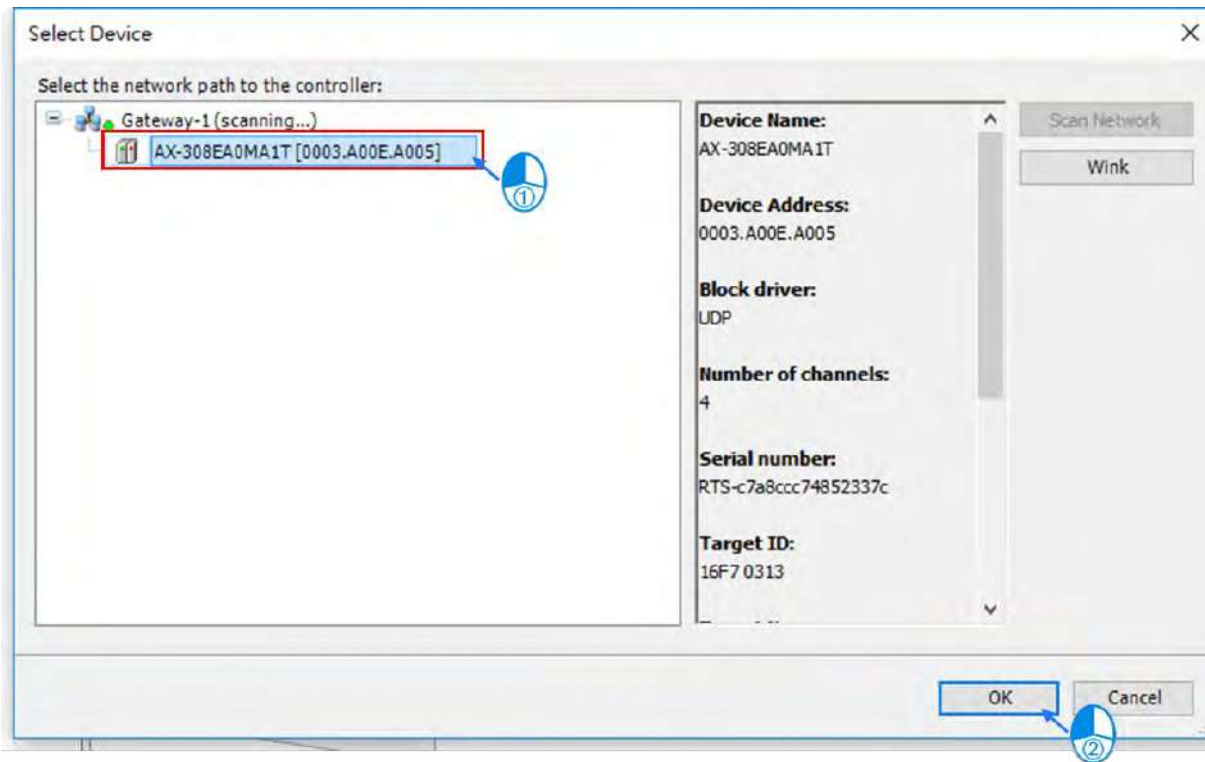 Select Device
Select the network path to the controller:
Gateway-1 (scanning...)
AX-308EA0MA1T [0003.A00E.A005]
①
Device Name:
AX-308EA0MA1T
Device Address:
0003.A00E.A005
Block driver:
UDP
Number of channels:
4
Serial number:
RTS-c7a8ccc74852337c
Target ID:
16F7 0313
Scan Network
Wink
OK
Cancel
②